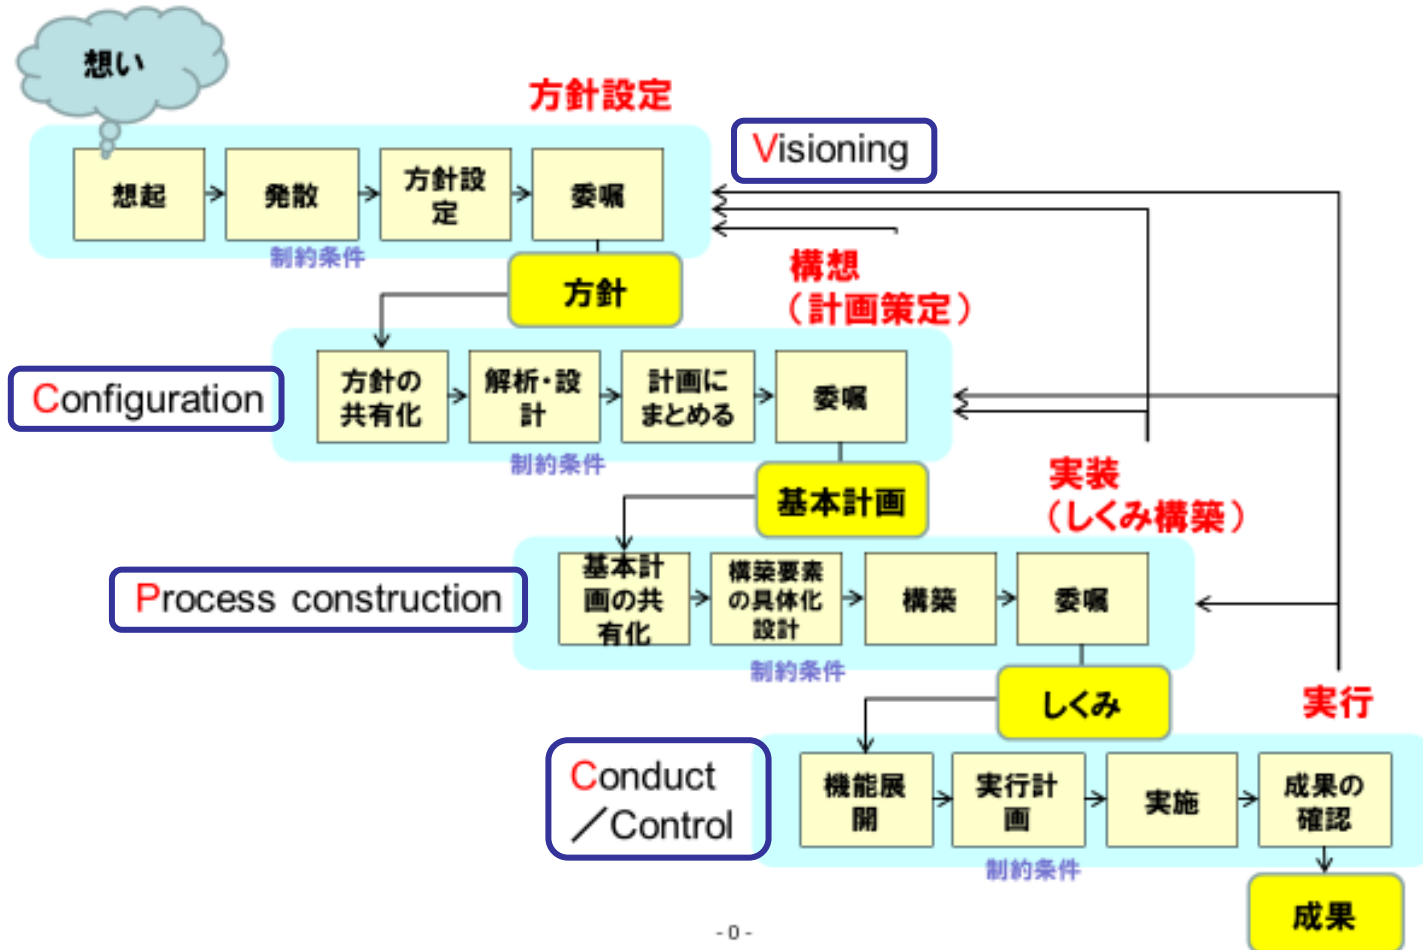 想い
方針設定
Visioning
想起
発散
方針設
定
委嘱
制約条件
方針
構想
（計画策定）
Configuration
方針の
共有化
解析・設
計
計画に
まとめる
委嘱
制約条件
基本計画
実装
（しくみ構築）
Process construction
基本計
画の共
有化
構築要素
の具体化
設計
構築
委嘱
制約条件
しくみ
実行
Conduct
／Control
機能展
開
実行計
画
実施
成果の
確認
制約条件
成果
- 0 -